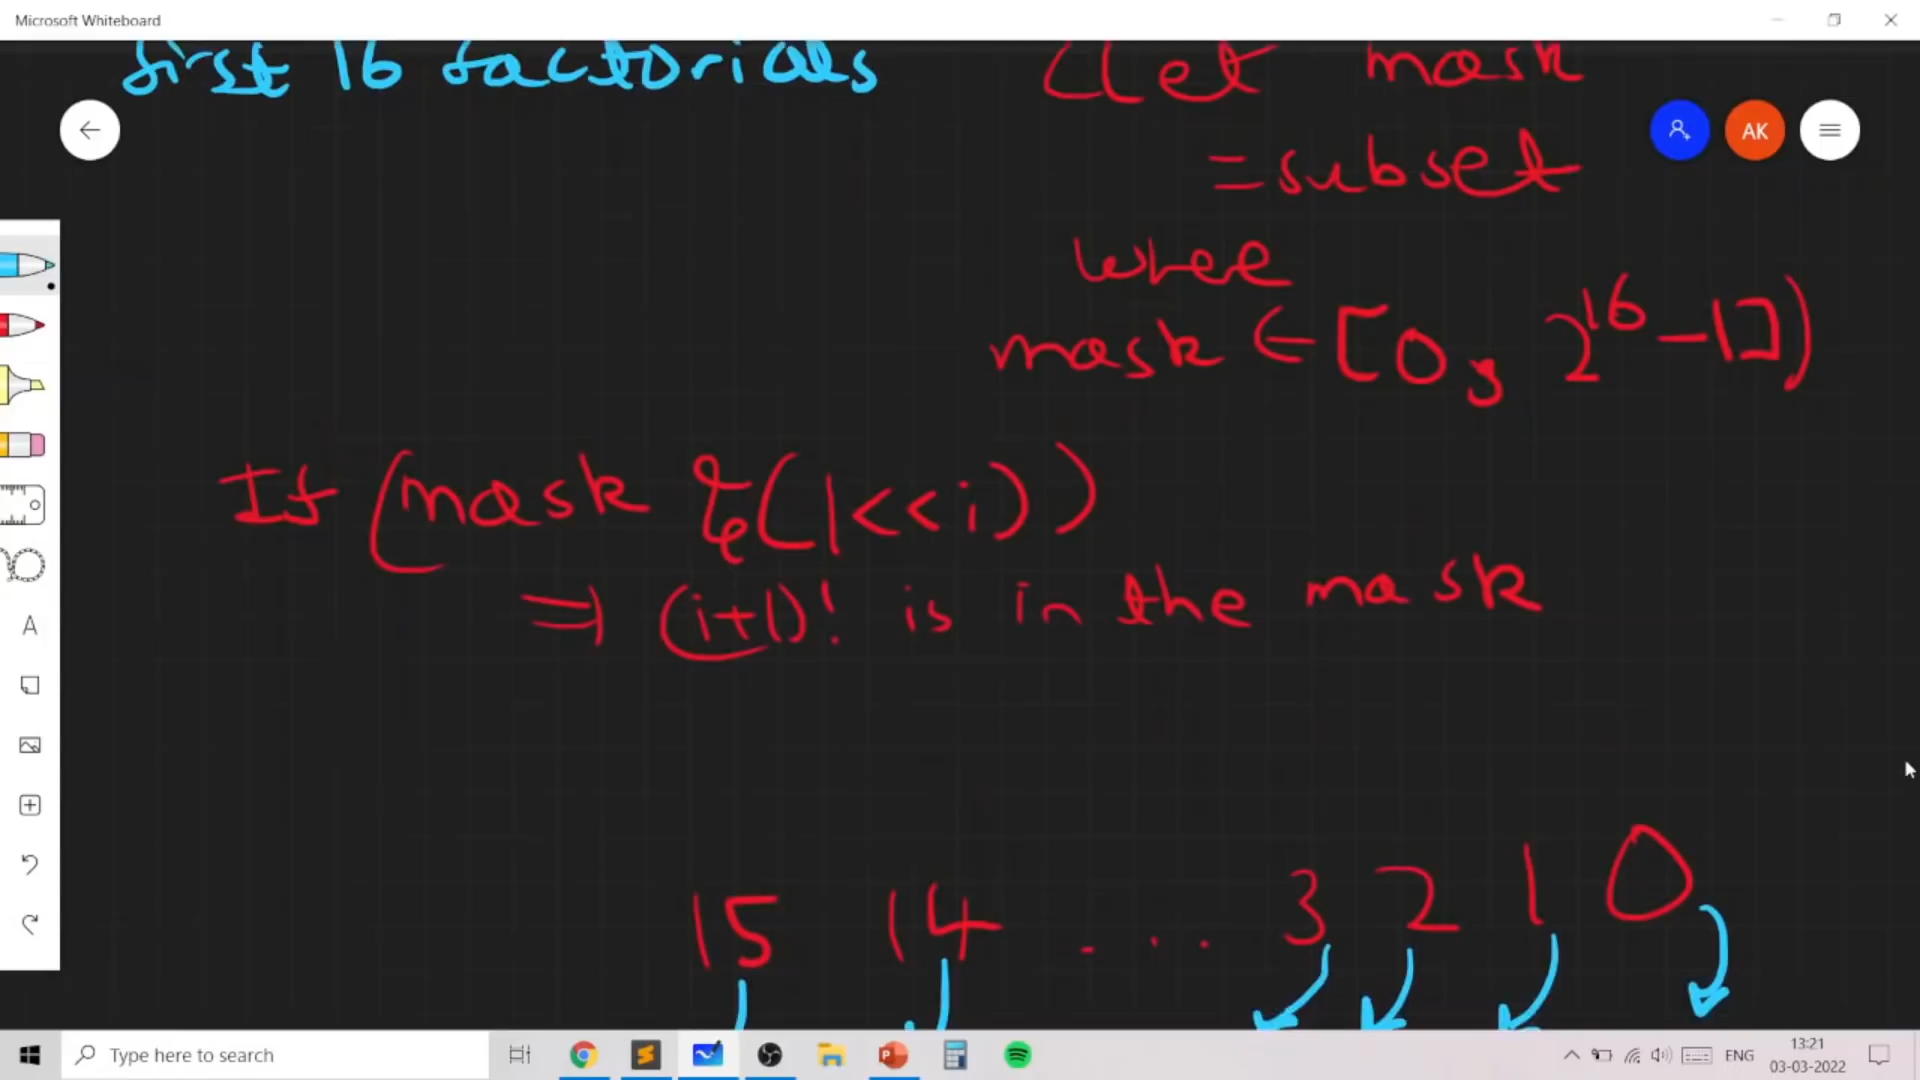 Microsoft Whiteboard
first 16 factorials
(let mask
=subset
whee
mask ∈ [0, 2^16 -1])
AK
If (mask & (1<<i))
=> (i+1)! is in the mask
A
15 14 . . . 3 2 1 0
Type here to search
ENG
13:21
03-03-2022